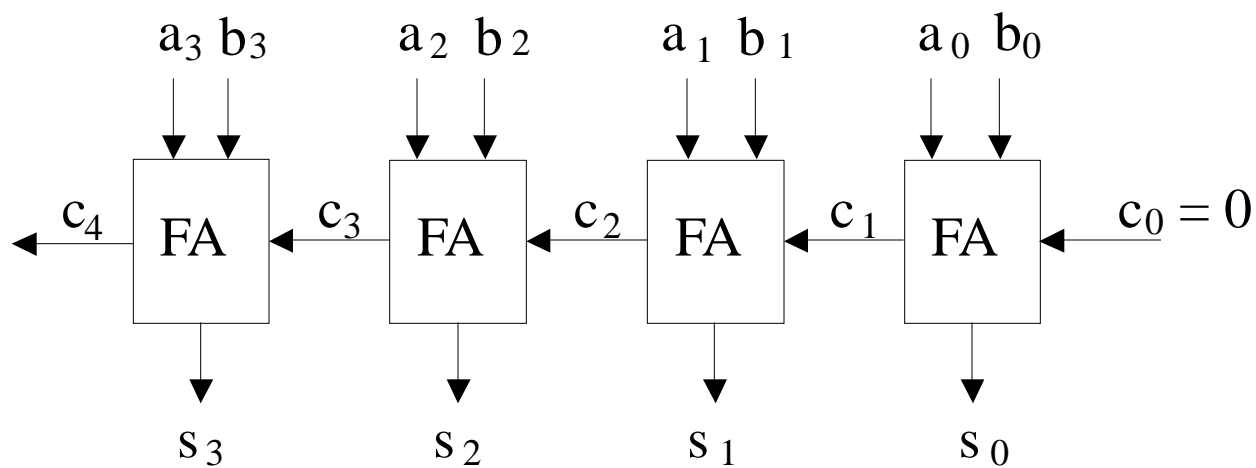 a₃ b₃ a₂ b₂ a₁ b₁ a₀ b₀
c₄ FA c₃ FA c₂ FA c₁ FA c₀ = 0
s₃ s₂ s₁ s₀